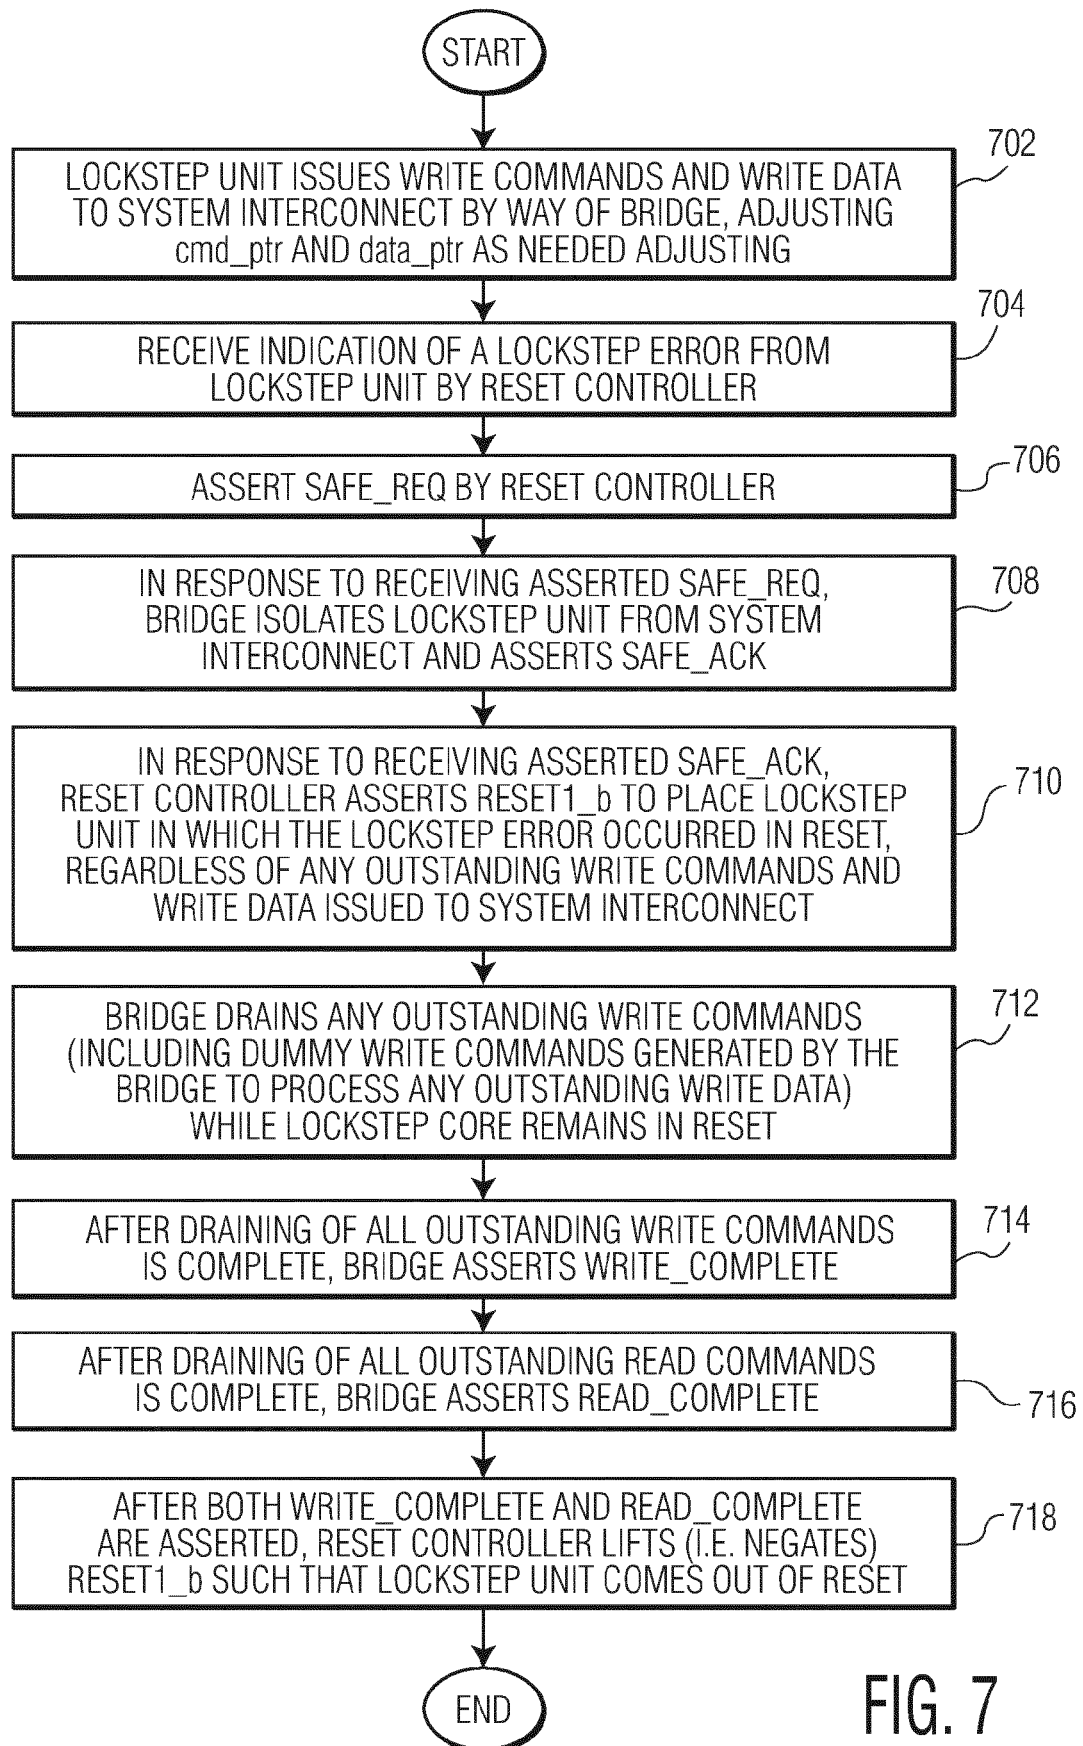 START
702
LOCKSTEP UNIT ISSUES WRITE COMMANDS AND WRITE DATA
TO SYSTEM INTERCONNECT BY WAY OF BRIDGE, ADJUSTING
cmd_ptr AND data_ptr AS NEEDED ADJUSTING
704
RECEIVE INDICATION OF A LOCKSTEP ERROR FROM
LOCKSTEP UNIT BY RESET CONTROLLER
706
ASSERT SAFE_REQ BY RESET CONTROLLER
708
IN RESPONSE TO RECEIVING ASSERTED SAFE_REQ,
BRIDGE ISOLATES LOCKSTEP UNIT FROM SYSTEM
INTERCONNECT AND ASSERTS SAFE_ACK
710
IN RESPONSE TO RECEIVING ASSERTED SAFE_ACK,
RESET CONTROLLER ASSERTS RESET1_b TO PLACE LOCKSTEP
UNIT IN WHICH THE LOCKSTEP ERROR OCCURRED IN RESET,
REGARDLESS OF ANY OUTSTANDING WRITE COMMANDS AND
WRITE DATA ISSUED TO SYSTEM INTERCONNECT
712
BRIDGE DRAINS ANY OUTSTANDING WRITE COMMANDS
(INCLUDING DUMMY WRITE COMMANDS GENERATED BY THE
BRIDGE TO PROCESS ANY OUTSTANDING WRITE DATA)
WHILE LOCKSTEP CORE REMAINS IN RESET
714
AFTER DRAINING OF ALL OUTSTANDING WRITE COMMANDS
IS COMPLETE, BRIDGE ASSERTS WRITE_COMPLETE
716
AFTER DRAINING OF ALL OUTSTANDING READ COMMANDS
IS COMPLETE, BRIDGE ASSERTS READ_COMPLETE
718
AFTER BOTH WRITE_COMPLETE AND READ_COMPLETE
ARE ASSERTED, RESET CONTROLLER LIFTS (I.E. NEGATES)
RESET1_b SUCH THAT LOCKSTEP UNIT COMES OUT OF RESET
END
FIG. 7